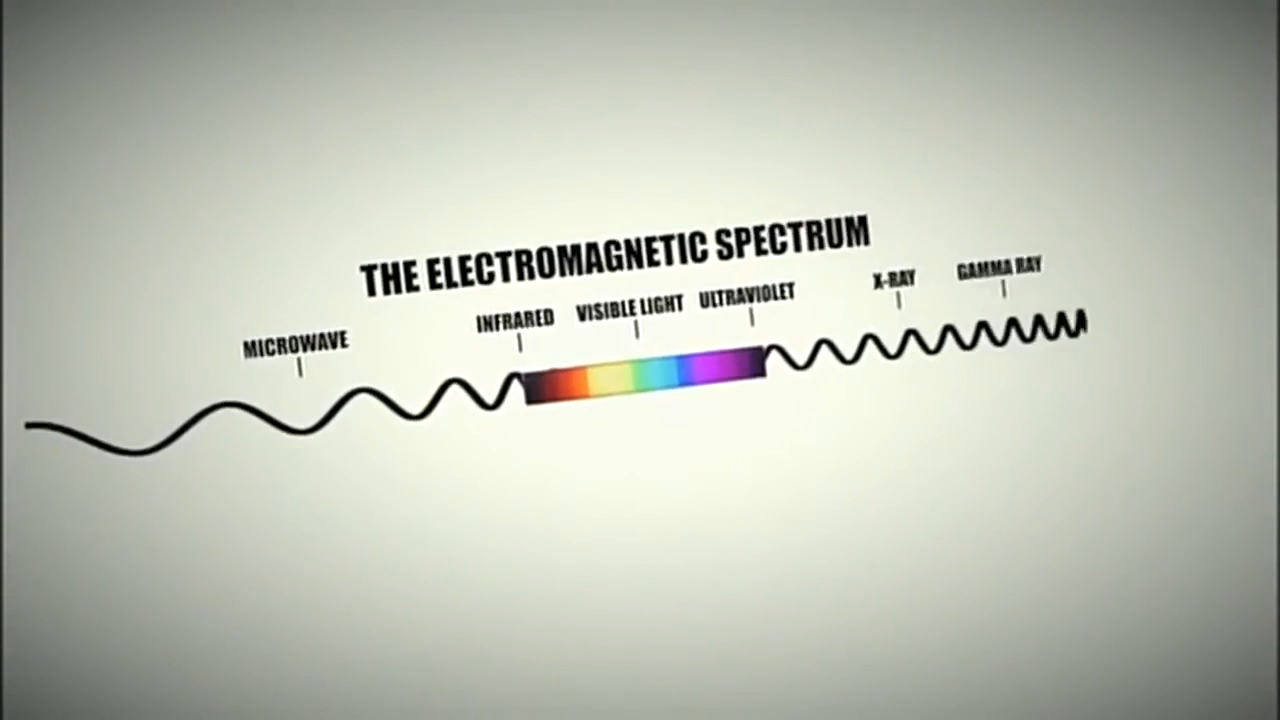 THE ELECTROMAGNETIC SPECTRUM
MICROWAVE
INFRARED
VISIBLE LIGHT
ULTRAVIOLET
X-RAY
GAMMA RAY